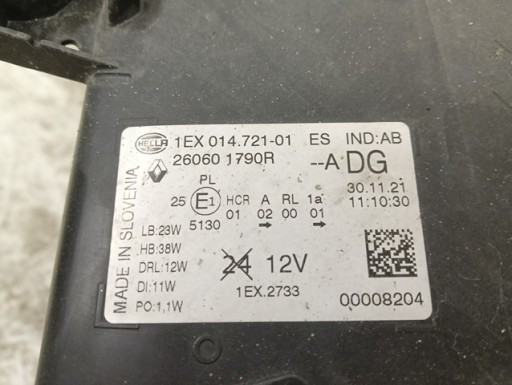 HELLA 1EX 014.721-01 ES IND:AB
26060 1790R --A DG
PL 30.11.21
25 E1 HCR A RL 1a 11:10:30
5130 01 02 00 01
→ →
MADE IN SLOVENIA
LB:23W
HB:38W
DRL:12W
DI:11W
PO:1,1W
24 12V
1EX.2733
00008204